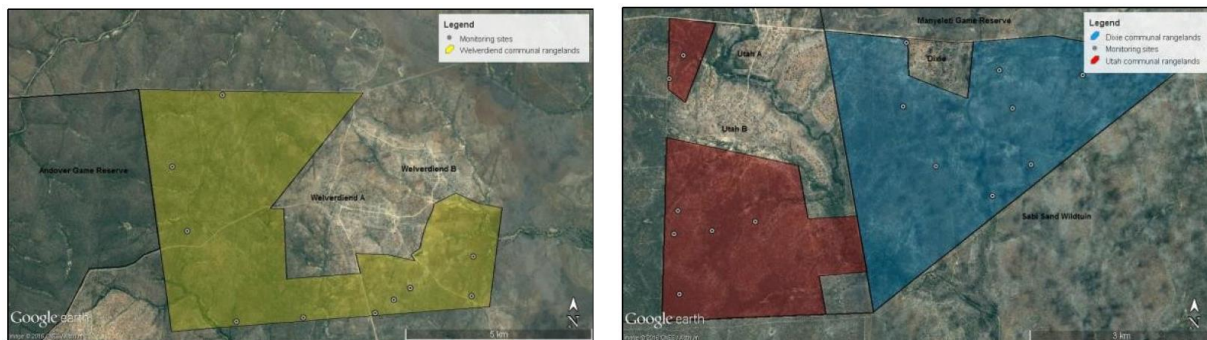 Legend
Monitoring sites
Welverdiend communal rangelands
Andover Game Reserve
Welverdiend B
Welverdiend A
Google earth
N
5 km
Manyeleti Game Reserve
Legend
Dixie communal rangelands
Monitoring sites
Utah communal rangelands
Utah A
Dixie
Utah B
Sabi Sand Wildtuin
Google earth
N
3 km